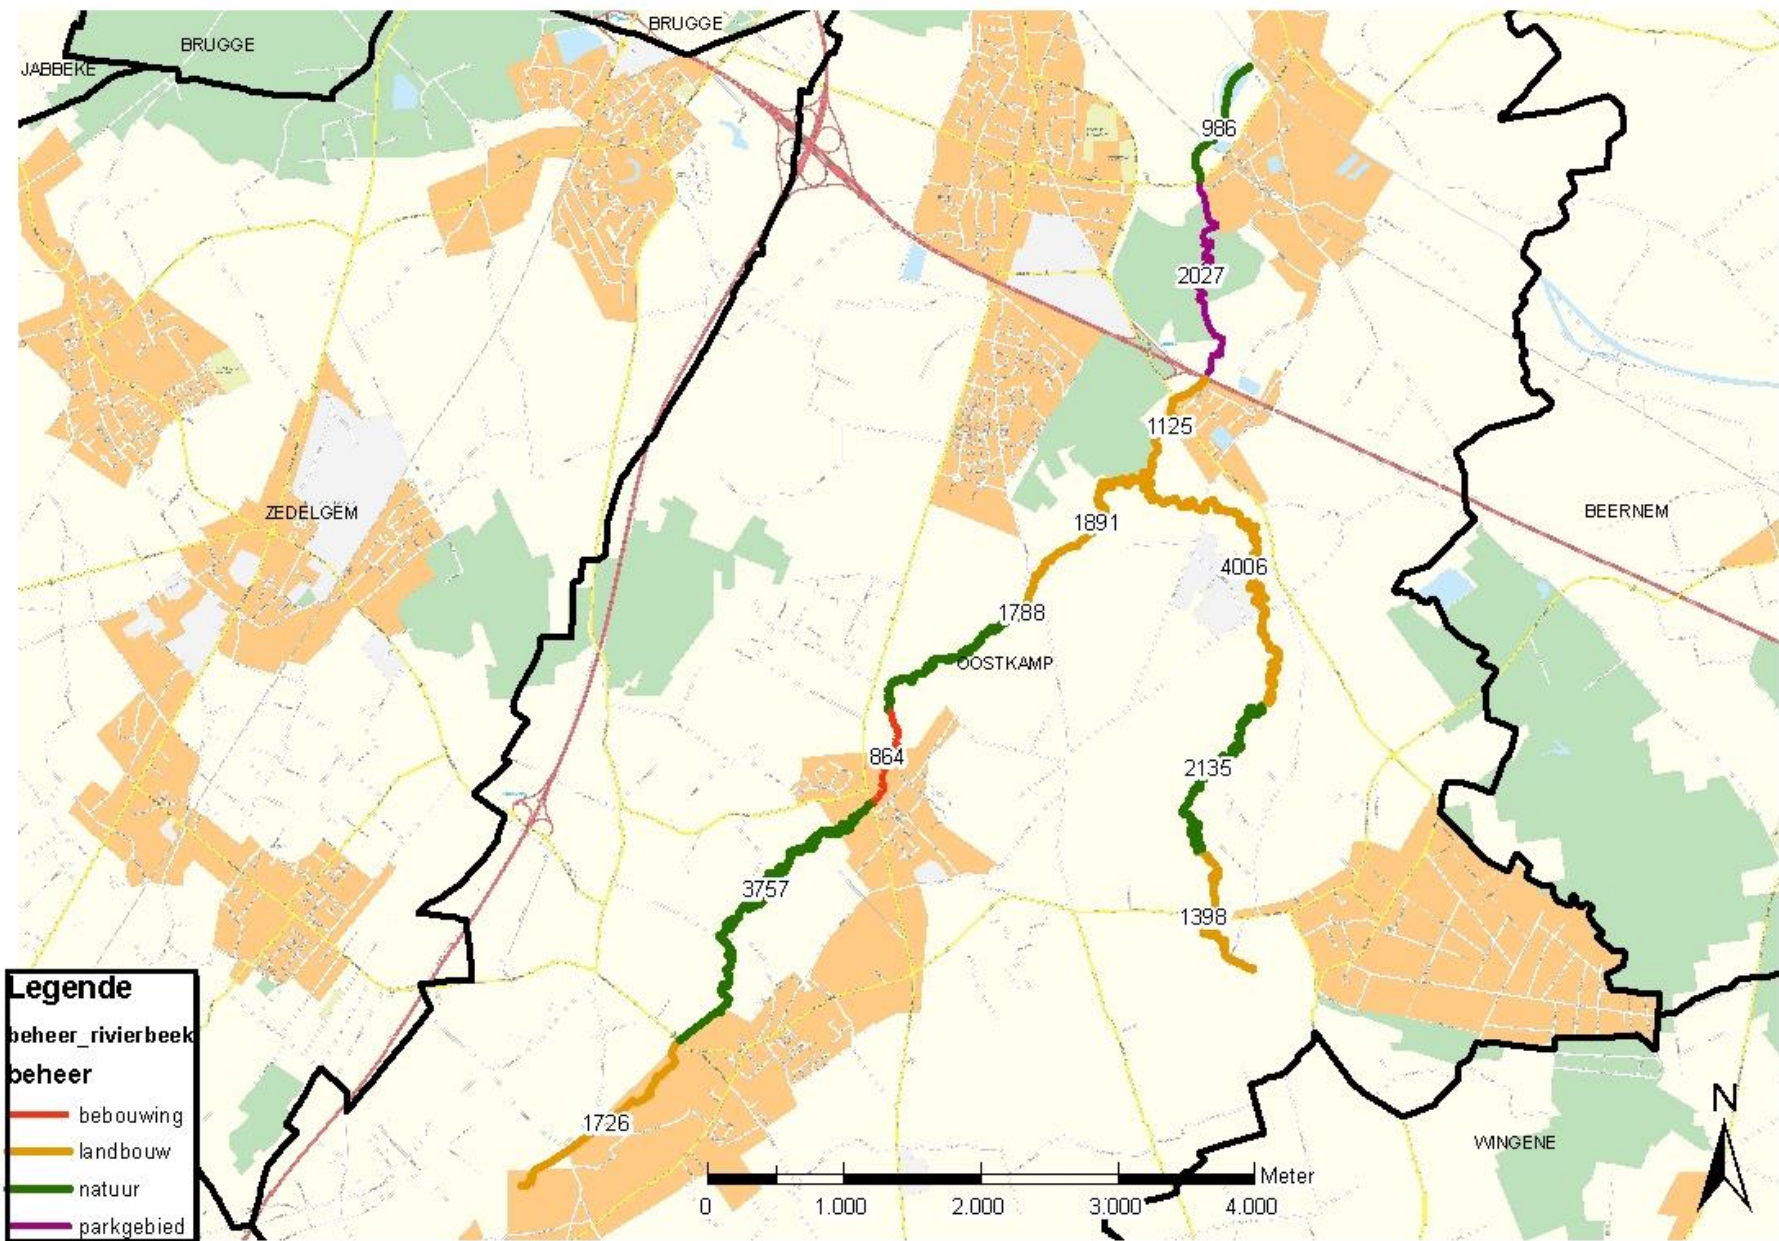 BRUGGE
BRUGGE
JABBEKE
986
2027
1125
ZEDELGEM
1891
BEERNEM
4006
1788
OOSTKAMP
864
2135
3757
1398
1726
WINGENE
Legende
beheer_rivierbeek
beheer
bebouwing
landbouw
natuur
parkgebied
N
Meter
0 1.000 2.000 3.000 4.000